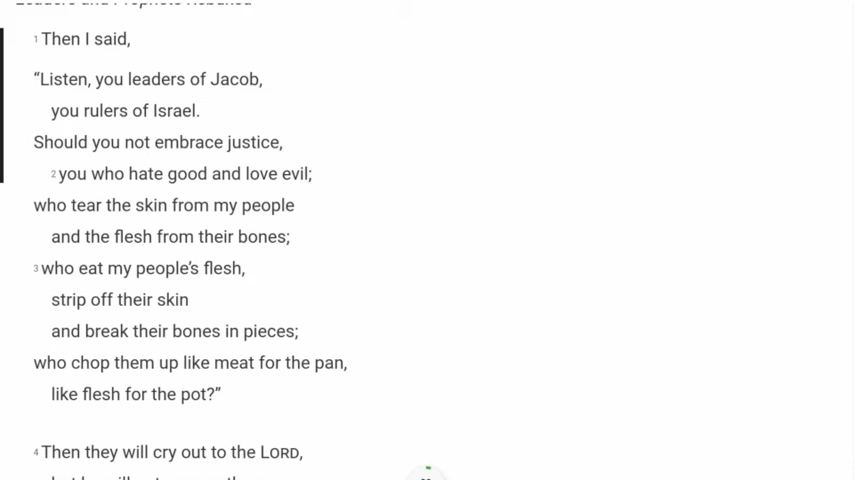 Leaders and Prophets Rebuked
1 Then I said,
“Listen, you leaders of Jacob,
you rulers of Israel.
Should you not embrace justice,
2 you who hate good and love evil;
who tear the skin from my people
and the flesh from their bones;
3 who eat my people’s flesh,
strip off their skin
and break their bones in pieces;
who chop them up like meat for the pan,
like flesh for the pot?”
4 Then they will cry out to the LORD,